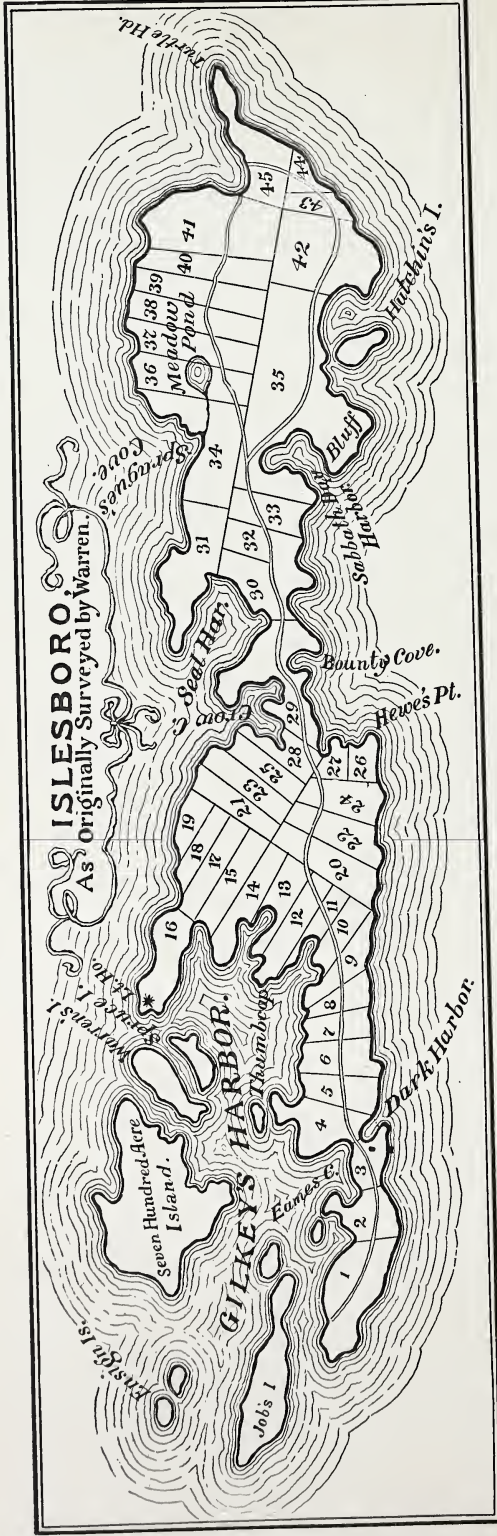 ISLESBORO,
As Originally Surveyed by Warren.
Turtle Hd.
45
44
43
41
42
40
39
38
37
36
Meadow
Pond
35
Hutchin's I.
Bluff
Sprague's
Cove.
34
33
Sabbath Day
Harbor
32
31
30
Seal Har.
Bounty Cove.
Crow C.
29
Hewe's Pt.
28
27
26
25
24
23
22
21
20
19
18
17
15
16
14
13
12
11
10
9
8
7
6
5
4
3
2
1
Lt. Ho.
Spruce I.
Warren's I.
Thumbcap
GILKEYS HARBOR.
Dark Harbor.
Seven Hundred Acre
Island.
Eames C.
Ensign Is.
Job's I